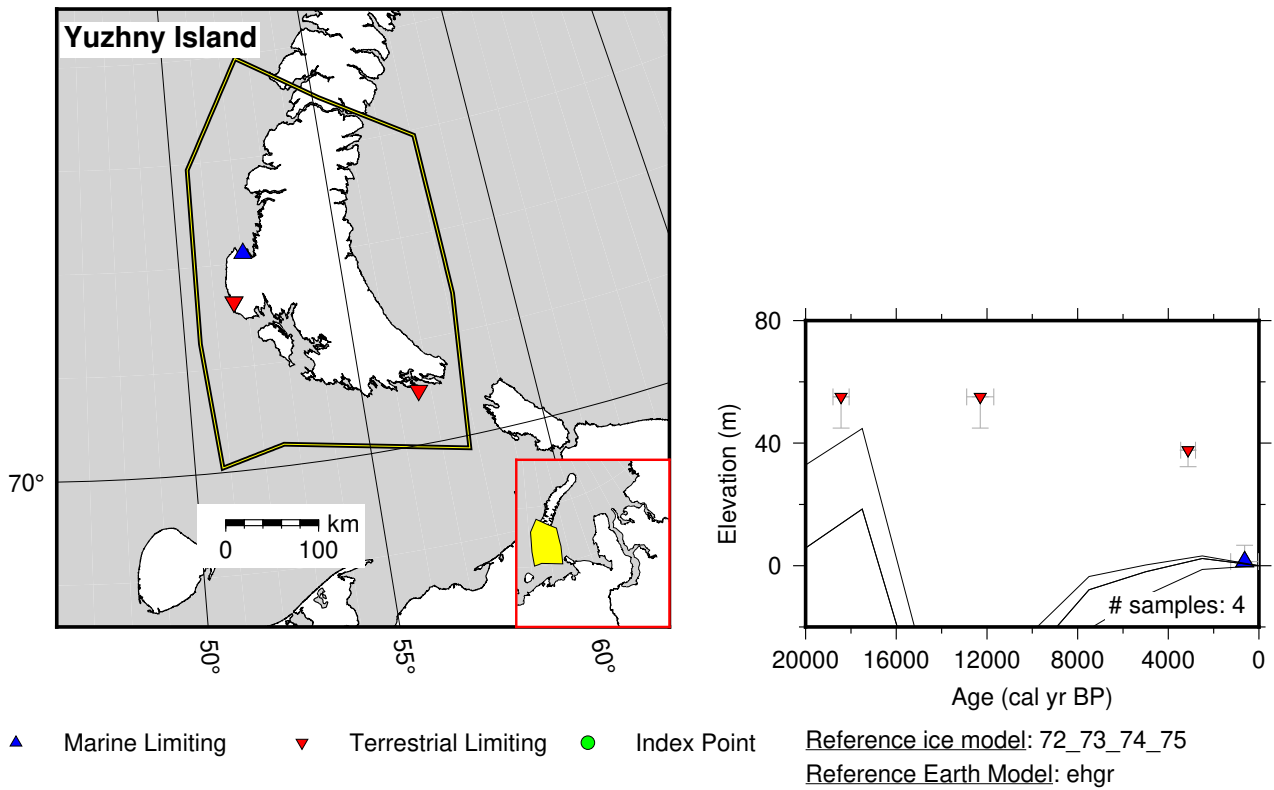 Yuzhny Island
70°
km
0 100
50°
55°
60°
80
40
0
Elevation (m)
# samples: 4
20000 16000 12000 8000 4000 0
Age (cal yr BP)
Marine Limiting Terrestrial Limiting Index Point
Reference ice model: 72_73_74_75
Reference Earth Model: ehgr